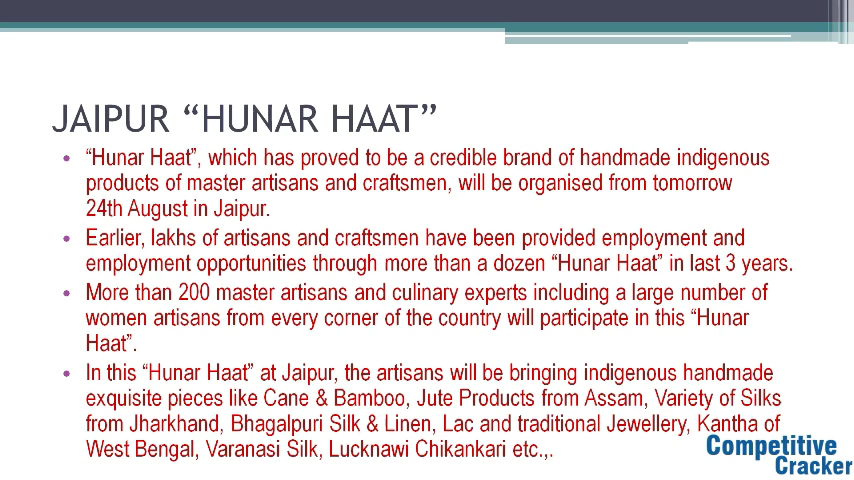 JAIPUR “HUNAR HAAT”
• “Hunar Haat”, which has proved to be a credible brand of handmade indigenous
products of master artisans and craftsmen, will be organised from tomorrow
24th August in Jaipur.
• Earlier, lakhs of artisans and craftsmen have been provided employment and
employment opportunities through more than a dozen “Hunar Haat” in last 3 years.
• More than 200 master artisans and culinary experts including a large number of
women artisans from every corner of the country will participate in this “Hunar
Haat”.
• In this “Hunar Haat” at Jaipur, the artisans will be bringing indigenous handmade
exquisite pieces like Cane & Bamboo, Jute Products from Assam, Variety of Silks
from Jharkhand, Bhagalpuri Silk & Linen, Lac and traditional Jewellery, Kantha of
West Bengal, Varanasi Silk, Lucknawi Chikankari etc.,.
Competitive
Cracker